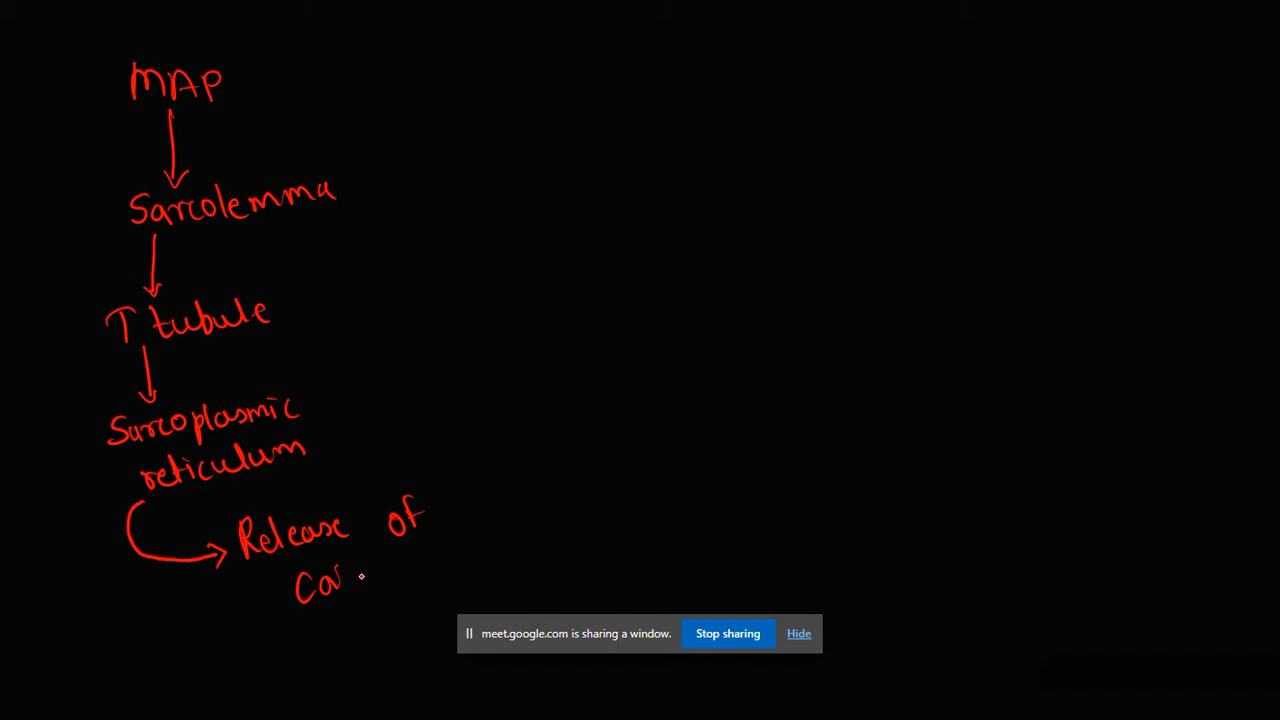 MAP
Sarcolemma
T tubule
Sarcoplasmic
reticulum
Release of
Ca
meet.google.com is sharing a window. Stop sharing Hide